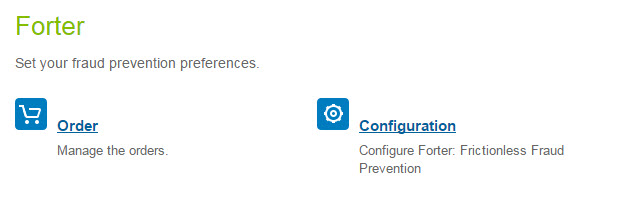 Forter
Set your fraud prevention preferences.
Order
Manage the orders.
Configuration
Configure Forter: Frictionless Fraud
Prevention